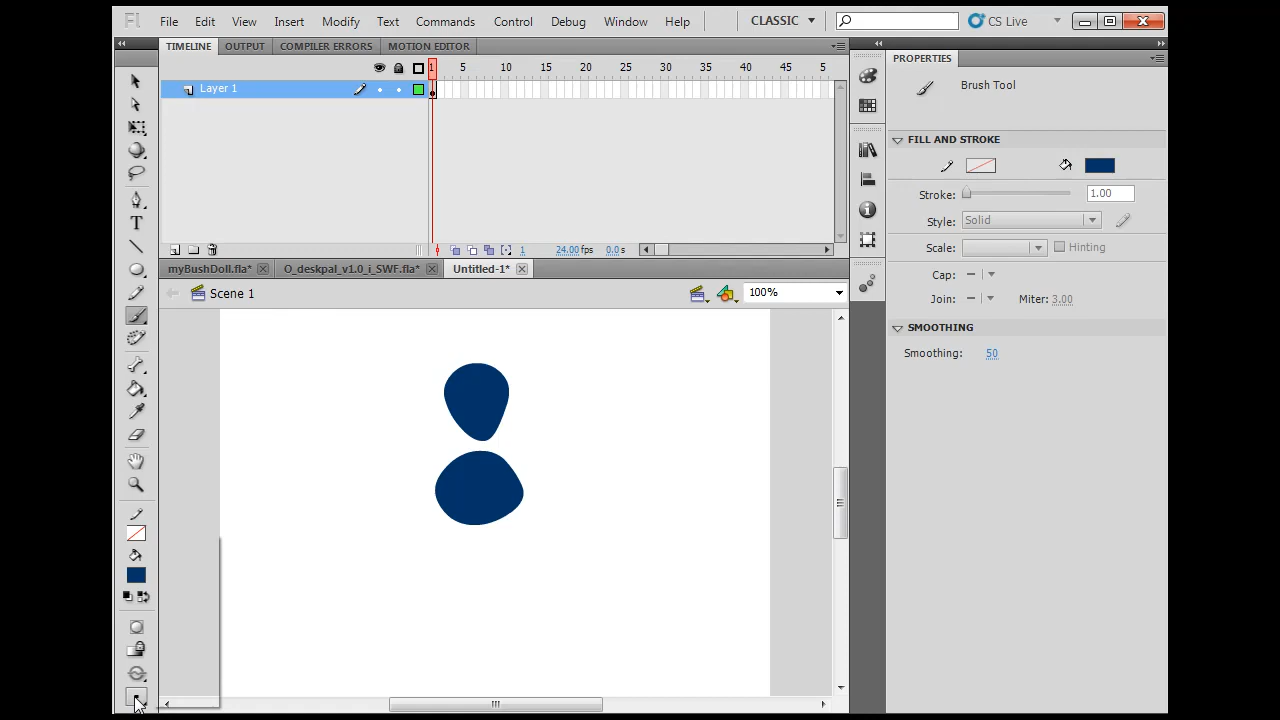 Fl File Edit View Insert Modify Text Commands Control Debug Window Help CLASSIC CS Live
TIMELINE OUTPUT COMPILER ERRORS MOTION EDITOR
1 5 10 15 20 25 30 35 40 45 5
Layer 1
1 24.00 fps 0.0 s
myBushDoll.fla* O_deskpal_v1.0_i_SWF.fla* Untitled-1*
Scene 1 100%
T
PROPERTIES
Brush Tool
FILL AND STROKE
Stroke: 1.00
Style: Solid
Scale: Hinting
Cap:
Join: Miter: 3.00
SMOOTHING
Smoothing: 50